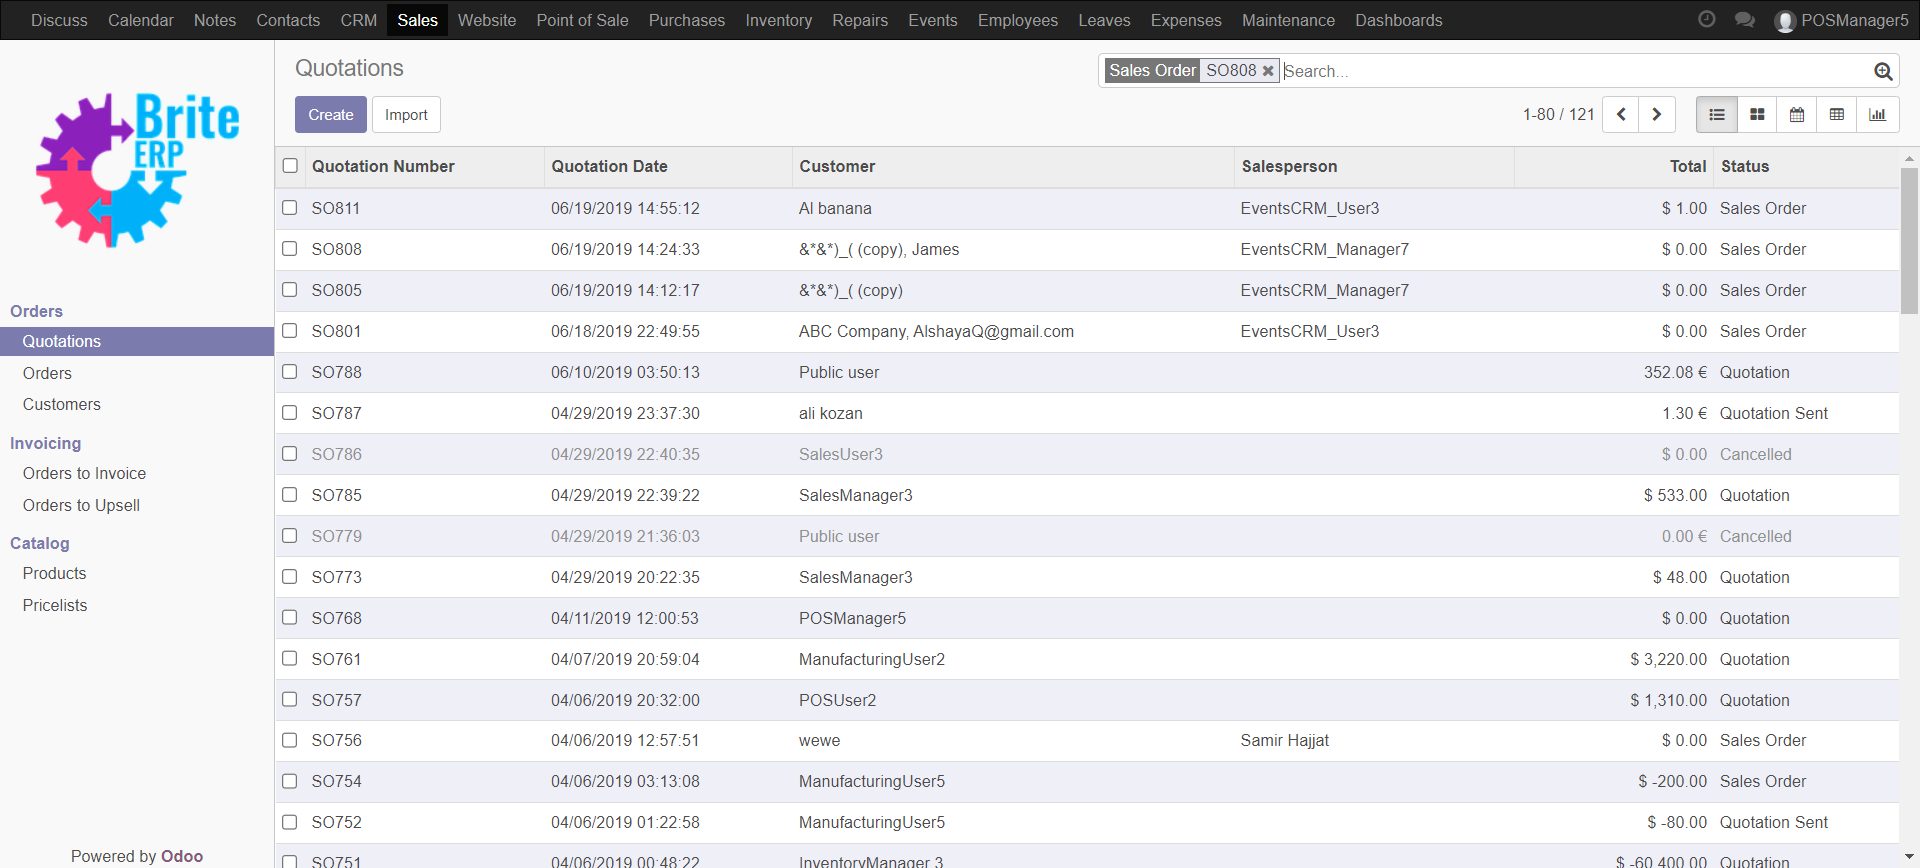 Discuss Calendar Notes Contacts CRM Sales Website Point of Sale Purchases Inventory Repairs Events Employees Leaves Expenses Maintenance Dashboards POSManager5
Brite
ERP
Orders
Quotations
Orders
Customers
Invoicing
Orders to Invoice
Orders to Upsell
Catalog
Products
Pricelists
Powered by Odoo
Quotations
Sales Order SO808 Search...
Create Import
1-80 / 121
Quotation Number Quotation Date Customer Salesperson Total Status
SO811 06/19/2019 14:55:12 Al banana EventsCRM_User3 $ 1.00 Sales Order
SO808 06/19/2019 14:24:33 &*&*)_( (copy), James EventsCRM_Manager7 $ 0.00 Sales Order
SO805 06/19/2019 14:12:17 &*&*)_( (copy) EventsCRM_Manager7 $ 0.00 Sales Order
SO801 06/18/2019 22:49:55 ABC Company, AlshayaQ@gmail.com EventsCRM_User3 $ 0.00 Sales Order
SO788 06/10/2019 03:50:13 Public user 352.08 € Quotation
SO787 04/29/2019 23:37:30 ali kozan 1.30 € Quotation Sent
SO786 04/29/2019 22:40:35 SalesUser3 $ 0.00 Cancelled
SO785 04/29/2019 22:39:22 SalesManager3 $ 533.00 Quotation
SO779 04/29/2019 21:36:03 Public user 0.00 € Cancelled
SO773 04/29/2019 20:22:35 SalesManager3 $ 48.00 Quotation
SO768 04/11/2019 12:00:53 POSManager5 $ 0.00 Quotation
SO761 04/07/2019 20:59:04 ManufacturingUser2 $ 3,220.00 Quotation
SO757 04/06/2019 20:32:00 POSUser2 $ 1,310.00 Quotation
SO756 04/06/2019 12:57:51 wewe Samir Hajjat $ 0.00 Sales Order
SO754 04/06/2019 03:13:08 ManufacturingUser5 $ -200.00 Sales Order
SO752 04/06/2019 01:22:58 ManufacturingUser5 $ -80.00 Quotation Sent
SO751 04/06/2019 00:48:22 InventoryManager 3 $ -60,400.00 Quotation